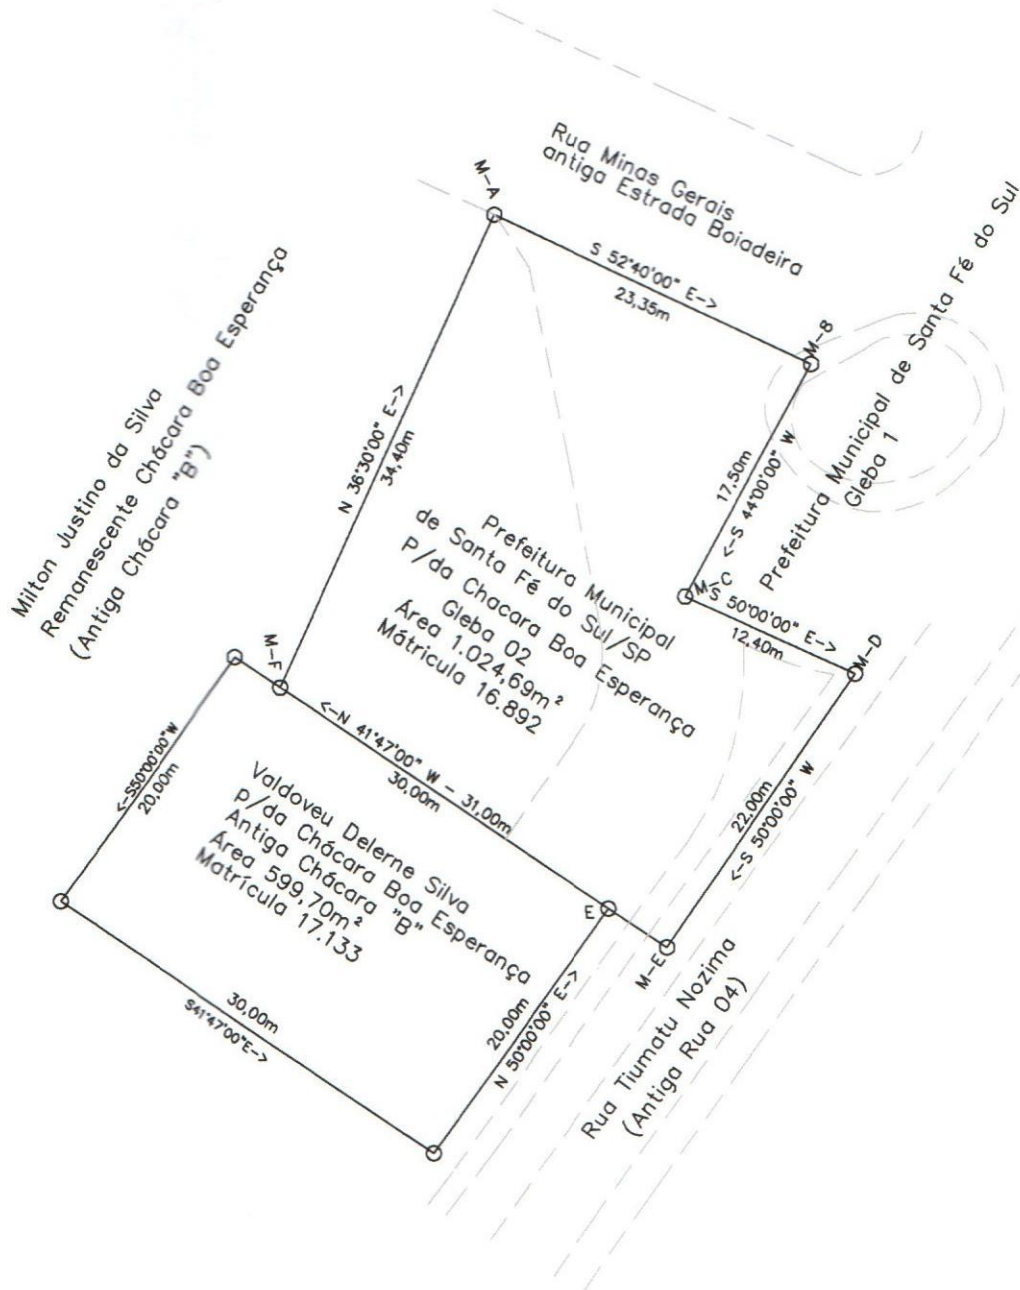 Rua Minas Gerais
antiga Estrada Boiadeira
M-A
S 52°40'00" E->
23,35m
M-B
Prefeitura Municipal de Santa Fé do Sul
Gleba 1
17,50m
<-S 44°00'00" W
M-C
S 50°00'00" E->
12,40m
M-D
N 36°30'00" E->
34,40m
Milton Justino da Silva
Remanescente Chácara Boa Esperança
(Antiga Chácara "B")
Prefeitura Municipal
de Santa Fé do Sul/SP
P/da Chacara Boa Esperança
Gleba 02
Área 1.024,69m²
Mátricula 16.892
M-F
<-N 41°47'00" W - 31,00m
30,00m
22,00m
<-S 50°00'00" W
<-S50°00'00"W
20,00m
Valdoveu Delerne Silva
p/da Chácara Boa Esperança
Antiga Chácara "B"
Área 599,70m²
Matrícula 17.133
E
M-E
20,00m
N 50°00'00" E->
30,00m
S41°47'00"E->
Rua Tiumatu Nozima
(Antiga Rua 04)